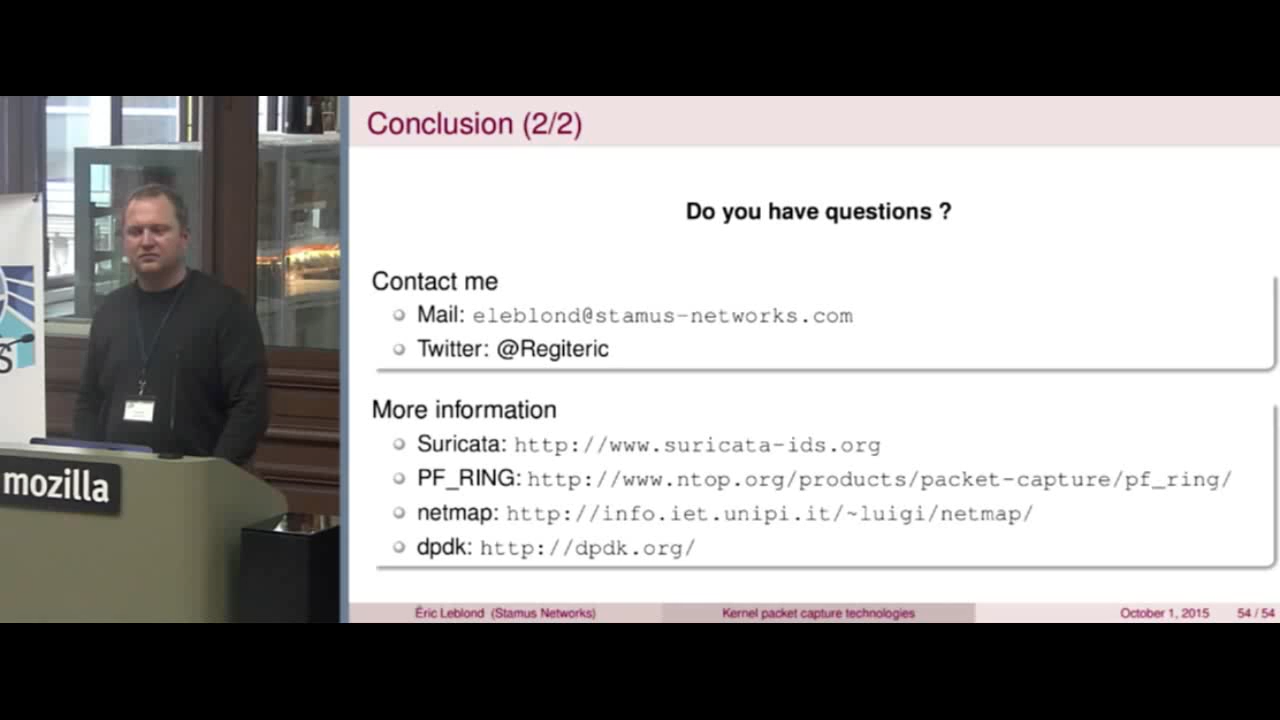 Conclusion (2/2)
Do you have questions ?
Contact me
Mail: eleblond@stamus-networks.com
Twitter: @Regiteric
More information
Suricata: http://www.suricata-ids.org
PF_RING: http://www.ntop.org/products/packet-capture/pf_ring/
netmap: http://info.iet.unipi.it/~luigi/netmap/
dpdk: http://dpdk.org/
Éric Leblond (Stamus Networks)
Kernel packet capture technologies
October 1, 2015
54 / 54
mozilla
S